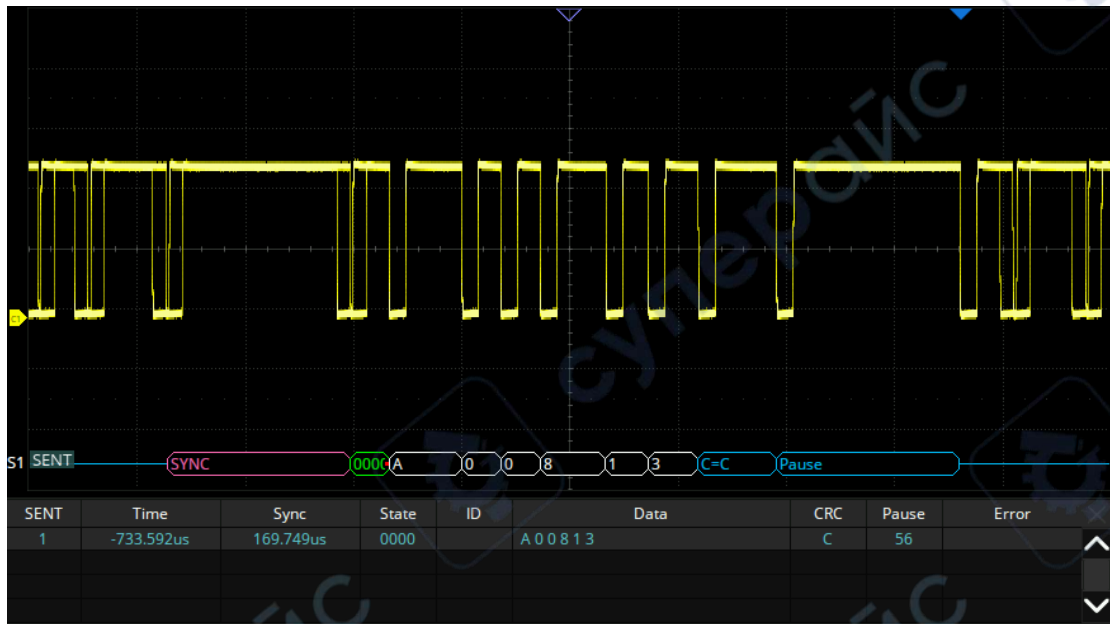 суперайс
C1
S1 SENT SYNC 0000 A 0 0 8 1 3 C=C Pause
SENT Time Sync State ID Data CRC Pause Error
1 -733.592us 169.749us 0000 A 0 0 8 1 3 C 56